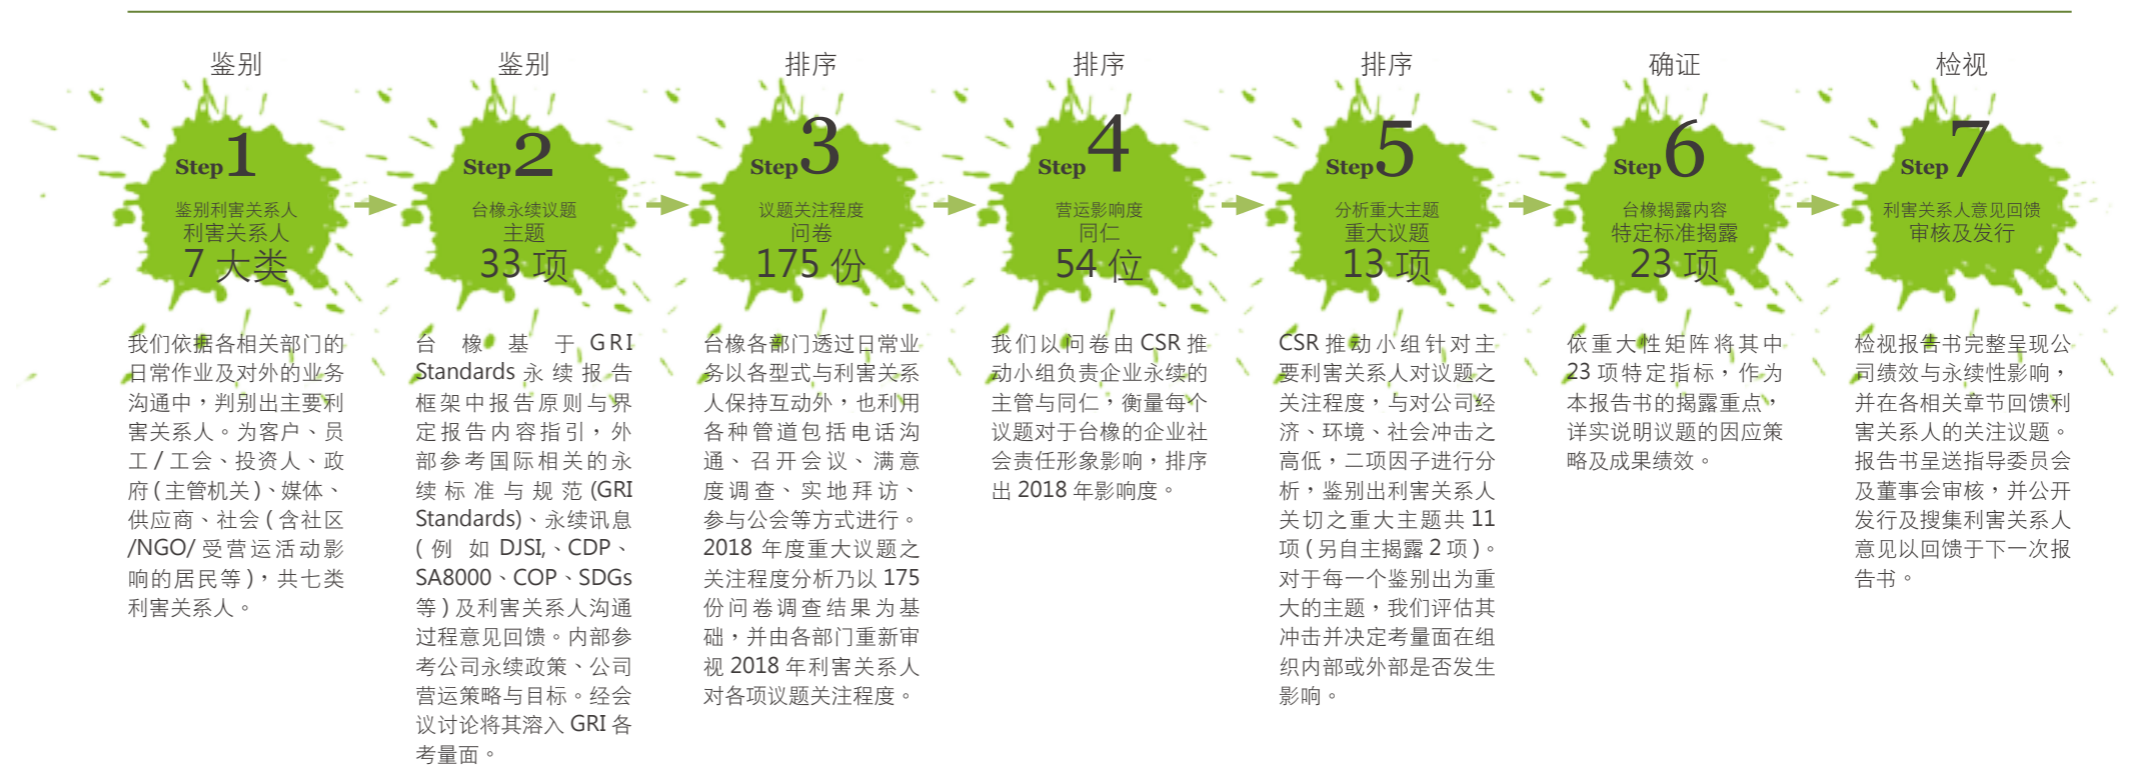 鉴别
Step 1
鉴别利害关系人
利害关系人
7 大类
我们依据各相关部门的
日常作业及对外的业务
沟通中，判别出主要利
害关系人。为客户、员
工 / 工会、投资人、政
府 ( 主管机关 )、媒体、
供应商、社会 ( 含社区
/NGO/ 受营运活动影
响的居民等 )，共七类
利害关系人。
鉴别
Step 2
台橡永续议题
主题
33 项
台橡基于 GRI
Standards 永续报告
框架中报告原则与界
定报告内容指引，外
部参考国际相关的永
续标准与规范 (GRI
Standards)、永续讯息
( 例如 DJSI,、CDP、
SA8000、COP、SDGs
等 ) 及利害关系人沟通
过程意见回馈。内部参
考公司永续政策、公司
营运策略与目标。经会
议讨论将其溶入 GRI 各
考量面。
排序
Step 3
议题关注程度
问卷
175 份
台橡各部门透过日常业
务以各型式与利害关系
人保持互动外，也利用
各种管道包括电话沟
通、召开会议、满意
度调查、实地拜访、
参与公会等方式进行。
2018 年度重大议题之
关注程度分析乃以 175
份问卷调查结果为基
础，并由各部门重新审
视 2018 年利害关系人
对各项议题关注程度。
排序
Step 4
营运影响度
同仁
54 位
我们以问卷由 CSR 推
动小组负责企业永续的
主管与同仁，衡量每个
议题对于台橡的企业社
会责任形象影响，排序
出 2018 年影响度。
排序
Step 5
分析重大主题
重大议题
13 项
CSR 推动小组针对主
要利害关系人对议题之
关注程度，与对公司经
济、环境、社会冲击之
高低，二项因子进行分
析，鉴别出利害关系人
关切之重大主题共 11
项 ( 另自主揭露 2 项 )。
对于每一个鉴别出为重
大的主题，我们评估其
冲击并决定考量面在组
织内部或外部是否发生
影响。
确证
Step 6
台橡揭露内容
特定标准揭露
23 项
依重大性矩阵将其中
23 项特定指标，作为
本报告书的揭露重点，
详实说明议题的因应策
略及成果绩效。
检视
Step 7
利害关系人意见回馈
审核及发行
检视报告书完整呈现公
司绩效与永续性影响，
并在各相关章节回馈利
害关系人的关注议题。
报告书呈送指导委员会
及董事会审核，并公开
发行及搜集利害关系人
意见以回馈于下一次报
告书。